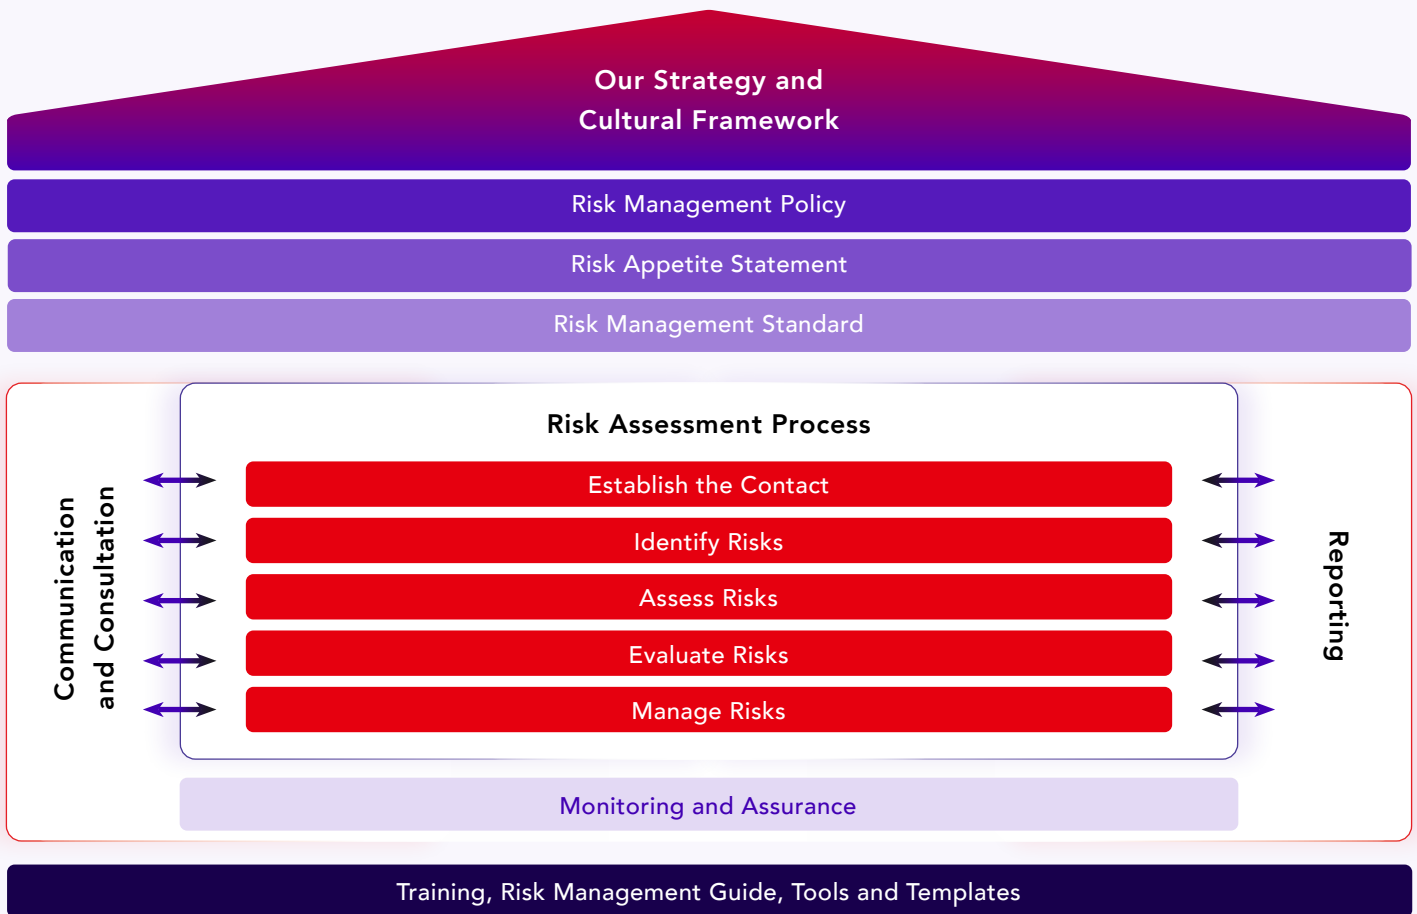 Our Strategy and
Cultural Framework
Risk Management Policy
Risk Appetite Statement
Risk Management Standard
Communication
and Consultation
Risk Assessment Process
Establish the Contact
Identify Risks
Assess Risks
Evaluate Risks
Manage Risks
Reporting
Monitoring and Assurance
Training, Risk Management Guide, Tools and Templates